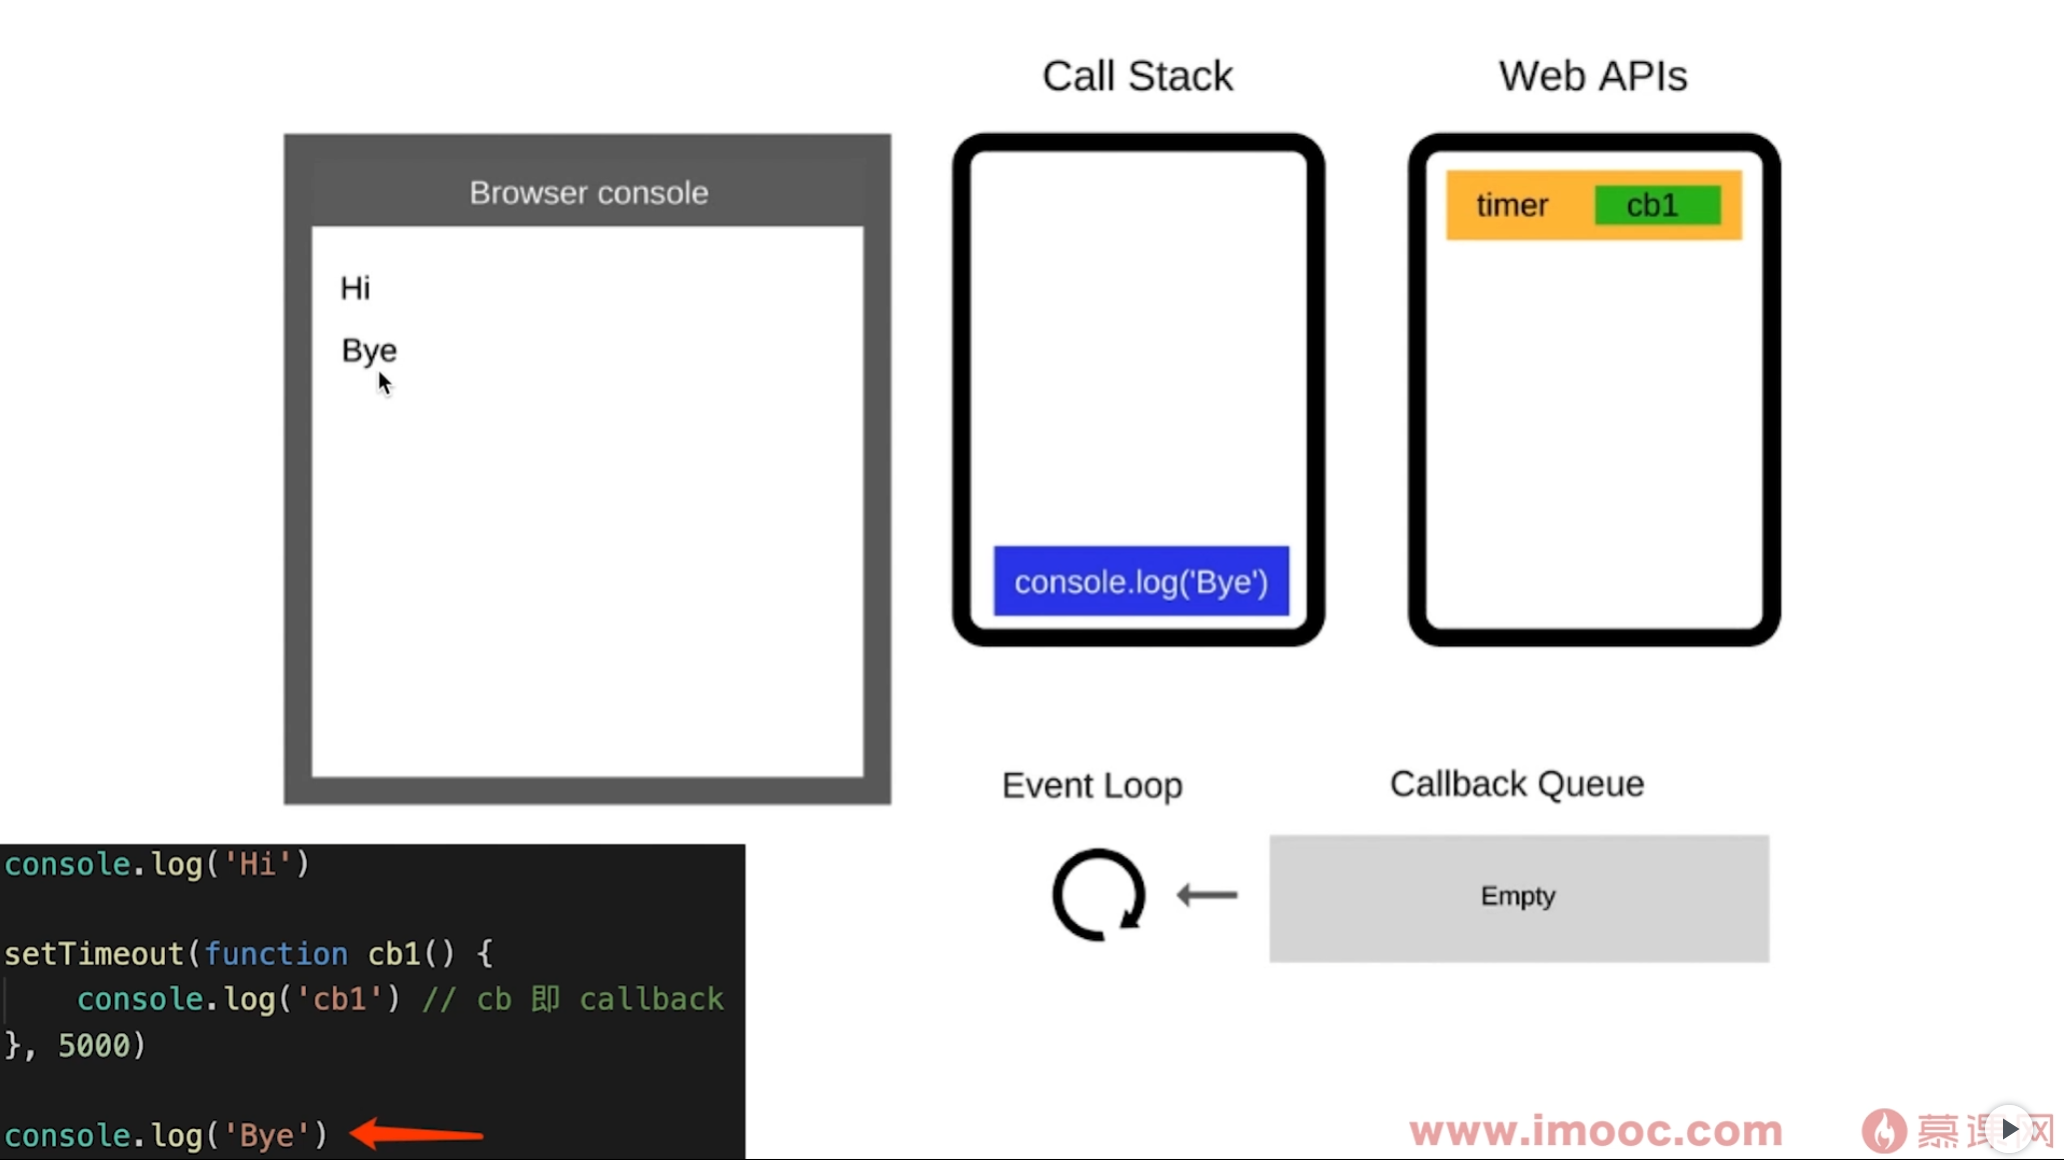 Call Stack
Web APIs
Browser console
timer
cb1
Hi
Bye
console.log('Bye')
Event Loop
Callback Queue
Empty
console.log('Hi')
setTimeout(function cb1() {
    console.log('cb1') // cb 即 callback
}, 5000)
console.log('Bye')
www.imooc.com
慕课网